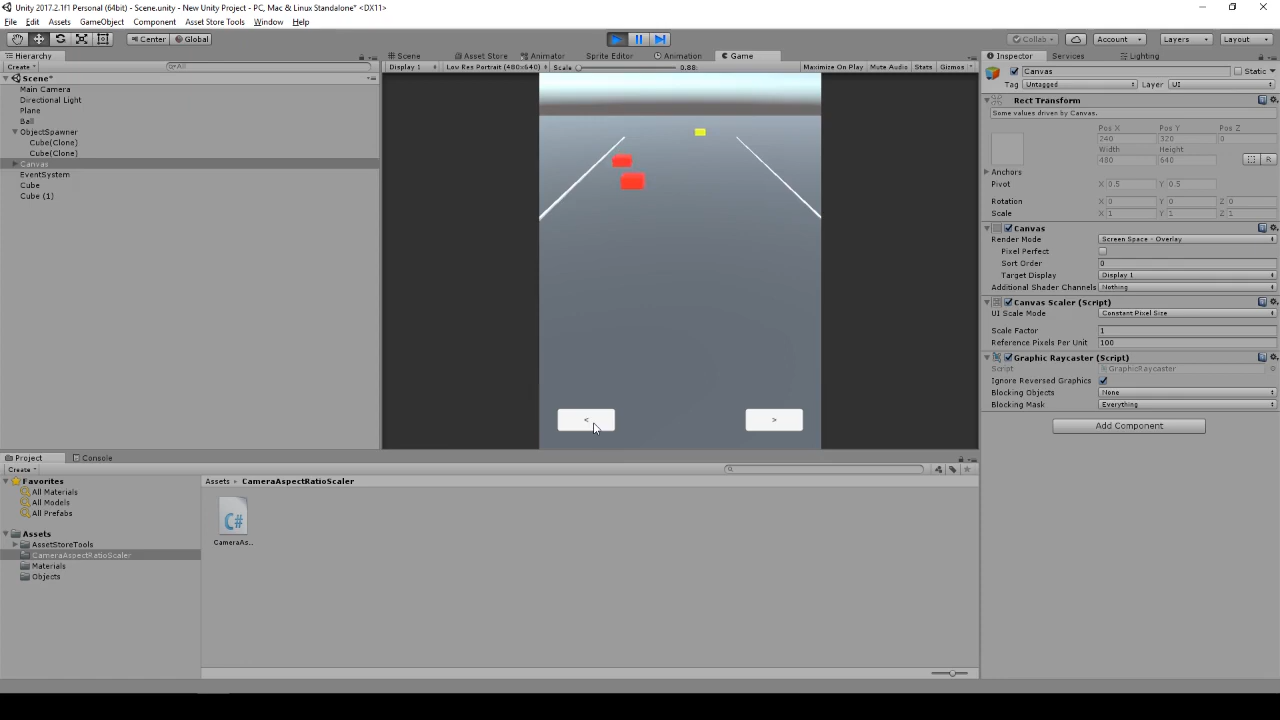 Unity 2017.2.1f1 Personal (64bit) - Scene.unity - New Unity Project - PC, Mac & Linux Standalone* <DX11>
File Edit Assets GameObject Component Asset Store Tools Window Help
Center Global Collab Account Layers Layout
Hierarchy Scene Asset Store Animator Sprite Editor Animation Game Inspector Services Lighting
Create All Display 1 Low Res Portrait (480x640) Scale 0.88 Maximize On Play Mute Audio Stats Gizmos Canvas Static
Scene*
Main Camera
Directional Light
Plane
Ball
ObjectSpawner
Cube(Clone)
Cube(Clone)
Canvas
EventSystem
Cube
Cube (1)
<
>
Tag Untagged Layer UI
Rect Transform
Some values driven by Canvas.
Pos X Pos Y Pos Z
240 320 0
Width Height
480 640
R
Anchors
Pivot X 0.5 Y 0.5
Rotation X 0 Y 0 Z 0
Scale X 1 Y 1 Z 1
Canvas
Render Mode Screen Space - Overlay
Pixel Perfect
Sort Order 0
Target Display Display 1
Additional Shader Channels Nothing
Canvas Scaler (Script)
UI Scale Mode Constant Pixel Size
Scale Factor 1
Reference Pixels Per Unit 100
Graphic Raycaster (Script)
Script GraphicRaycaster
Ignore Reversed Graphics
Blocking Objects None
Blocking Mask Everything
Add Component
Project Console
Create
Favorites
All Materials
All Models
All Prefabs
Assets
AssetStoreTools
CameraAspectRatioScaler
Materials
Objects
Assets CameraAspectRatioScaler
C#
CameraAs...